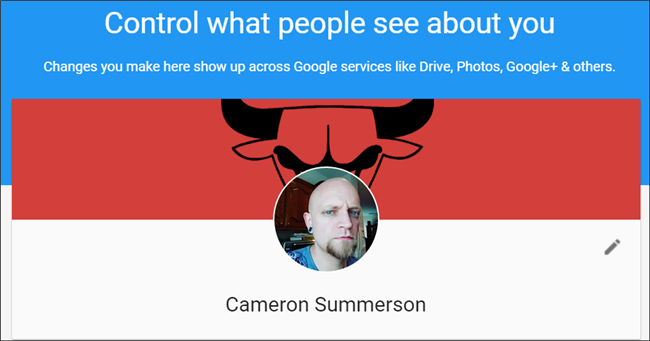 Control what people see about you
Changes you make here show up across Google services like Drive, Photos, Google+ & others.
Cameron Summerson